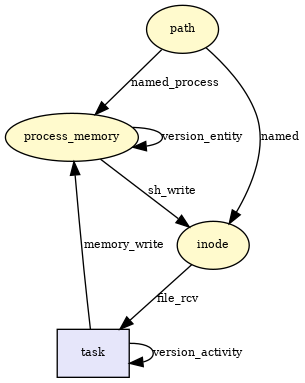 path
named_process
process_memory
version_entity
named
sh_write
inode
memory_write
file_rcv
task
version_activity